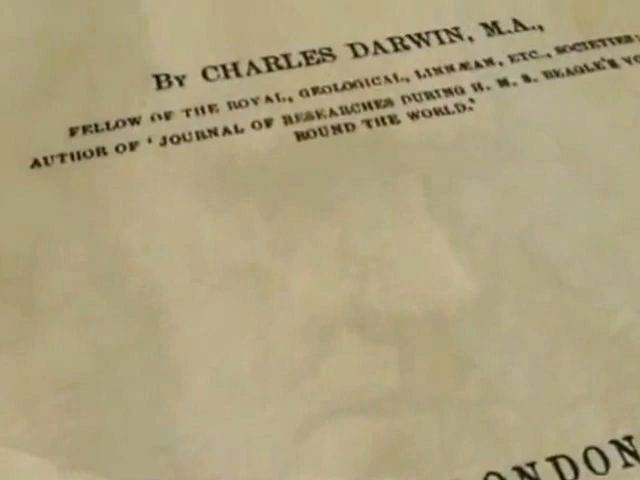 By CHARLES DARWIN, M.A.,
FELLOW OF THE ROYAL, GEOLOGICAL, LINNÆAN, ETC., SOCIETIES;
AUTHOR OF ‘JOURNAL OF RESEARCHES DURING H. M. S. BEAGLE'S VO
ROUND THE WORLD.’
ONDON